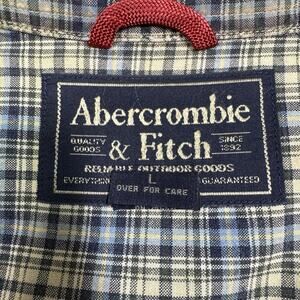 Abercrombie
QUALITY GOODS & Fitch SINCE 1892
RELIABLE OUTDOOR GOODS
EVERYTHING L GUARANTEED
OVER FOR CARE